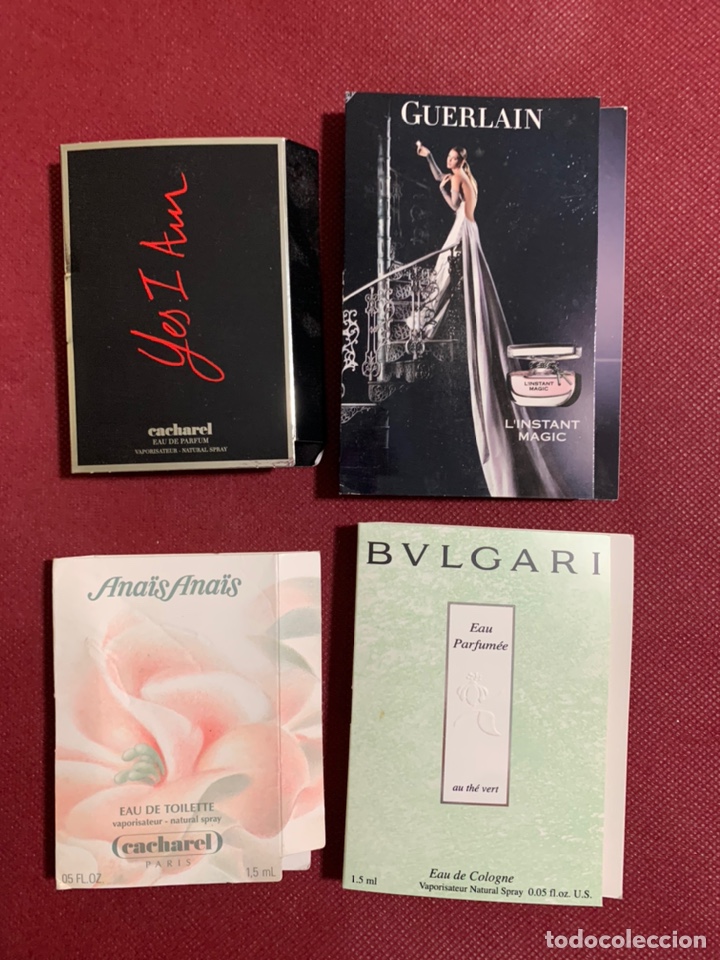 Yes I Am
cacharel
EAU DE PARFUM
VAPORISATEUR - NATURAL SPRAY
GUERLAIN
L'INSTANT
MAGIC
L'INSTANT
MAGIC
Anaïs Anaïs
EAU DE TOILETTE
vaporisateur - natural spray
cacharel
PARIS
.05 FL.OZ. 1,5 mL
BVLGARI
Eau
Parfumée
au thé vert
Eau de Cologne
1.5 ml Vaporisateur Natural Spray 0.05 fl.oz. U.S.
todocoleccion